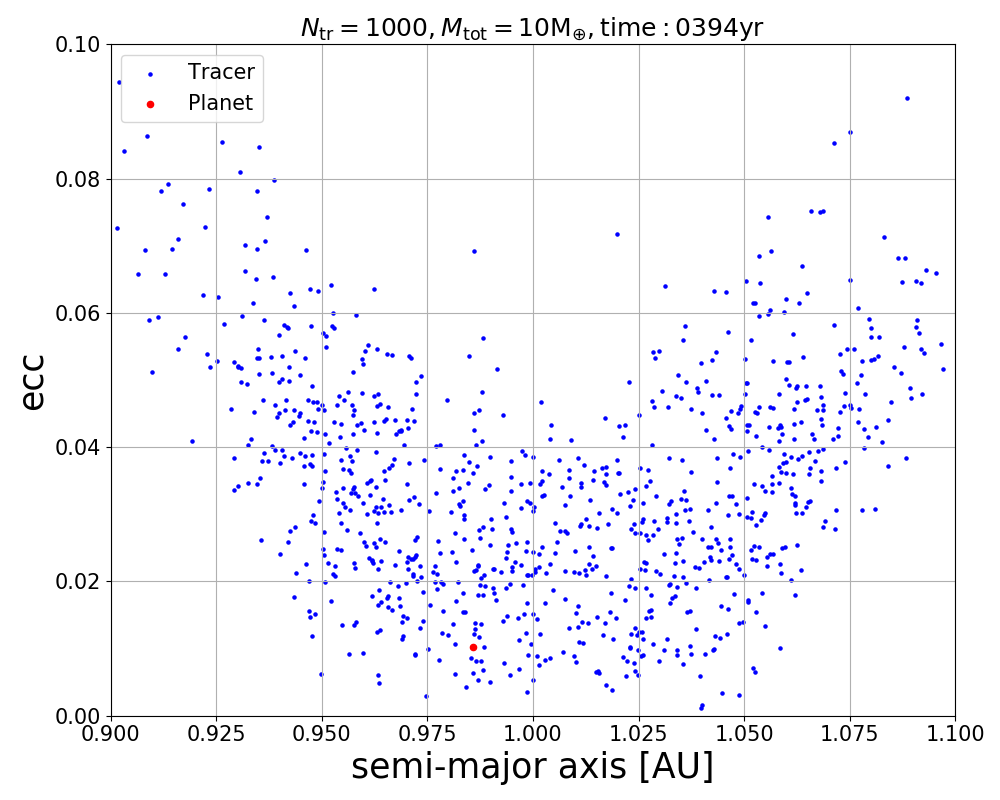 N_tr = 1000, M_tot = 10M_⊕, time : 0394yr
Tracer
Planet
0.10
0.08
0.06
0.04
0.02
0.00
ecc
0.900 0.925 0.950 0.975 1.000 1.025 1.050 1.075 1.100
semi-major axis [AU]